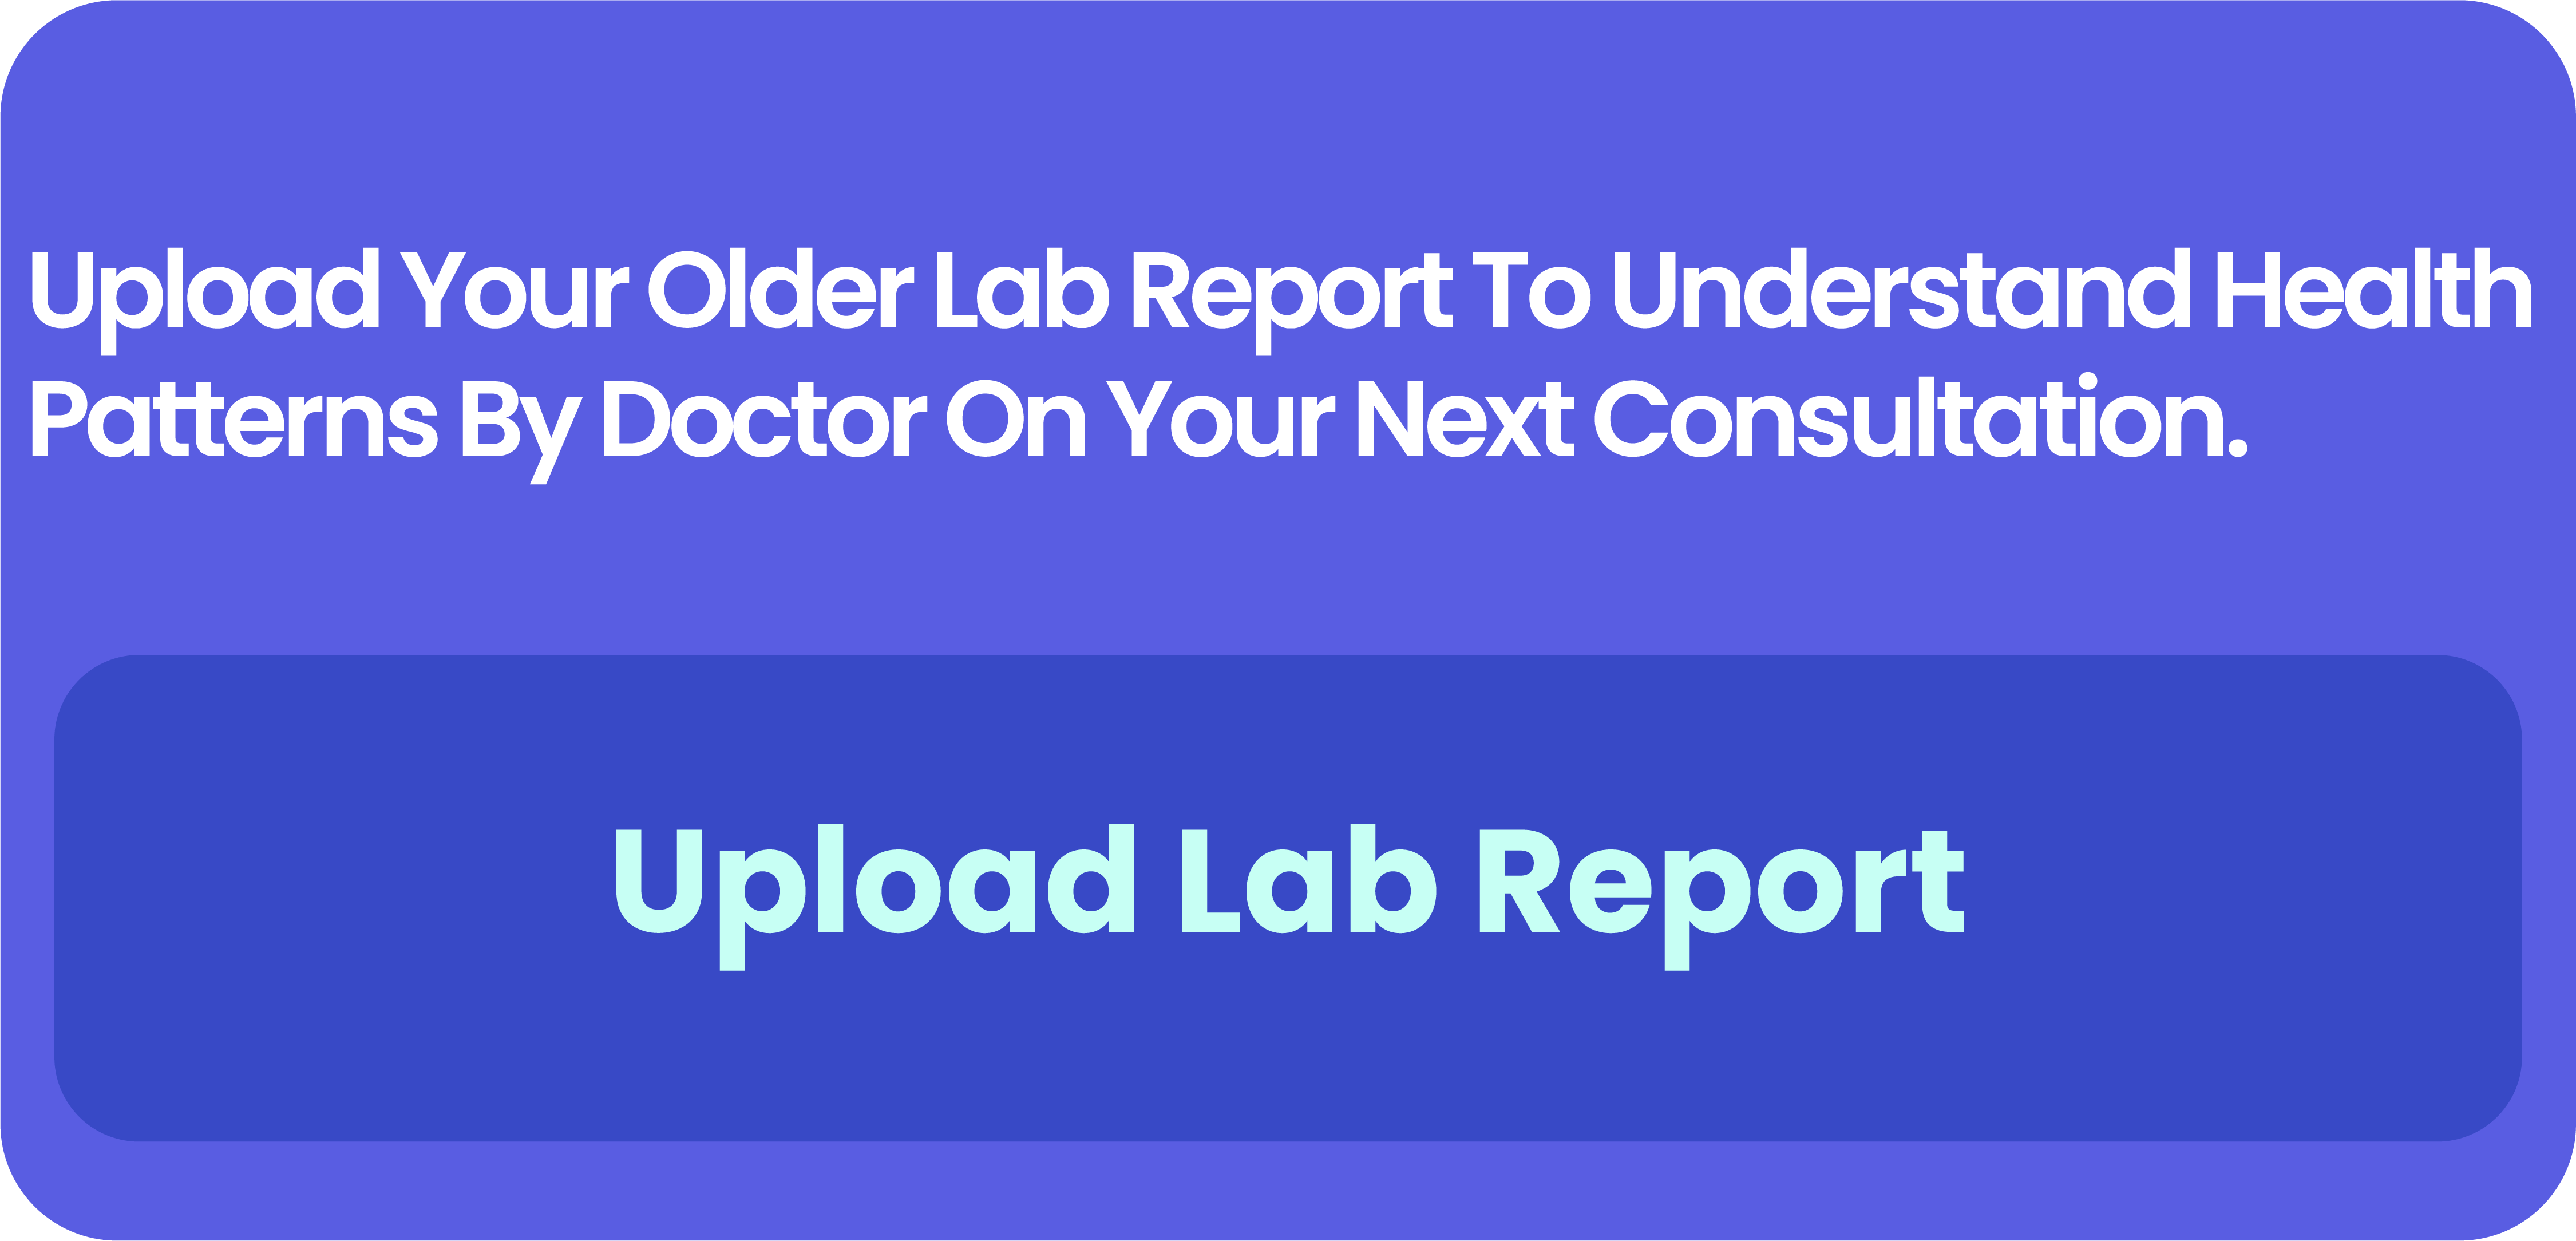 Upload Your Older Lab Report To Understand Health
Patterns By Doctor On Your Next Consultation.
Upload Lab Report